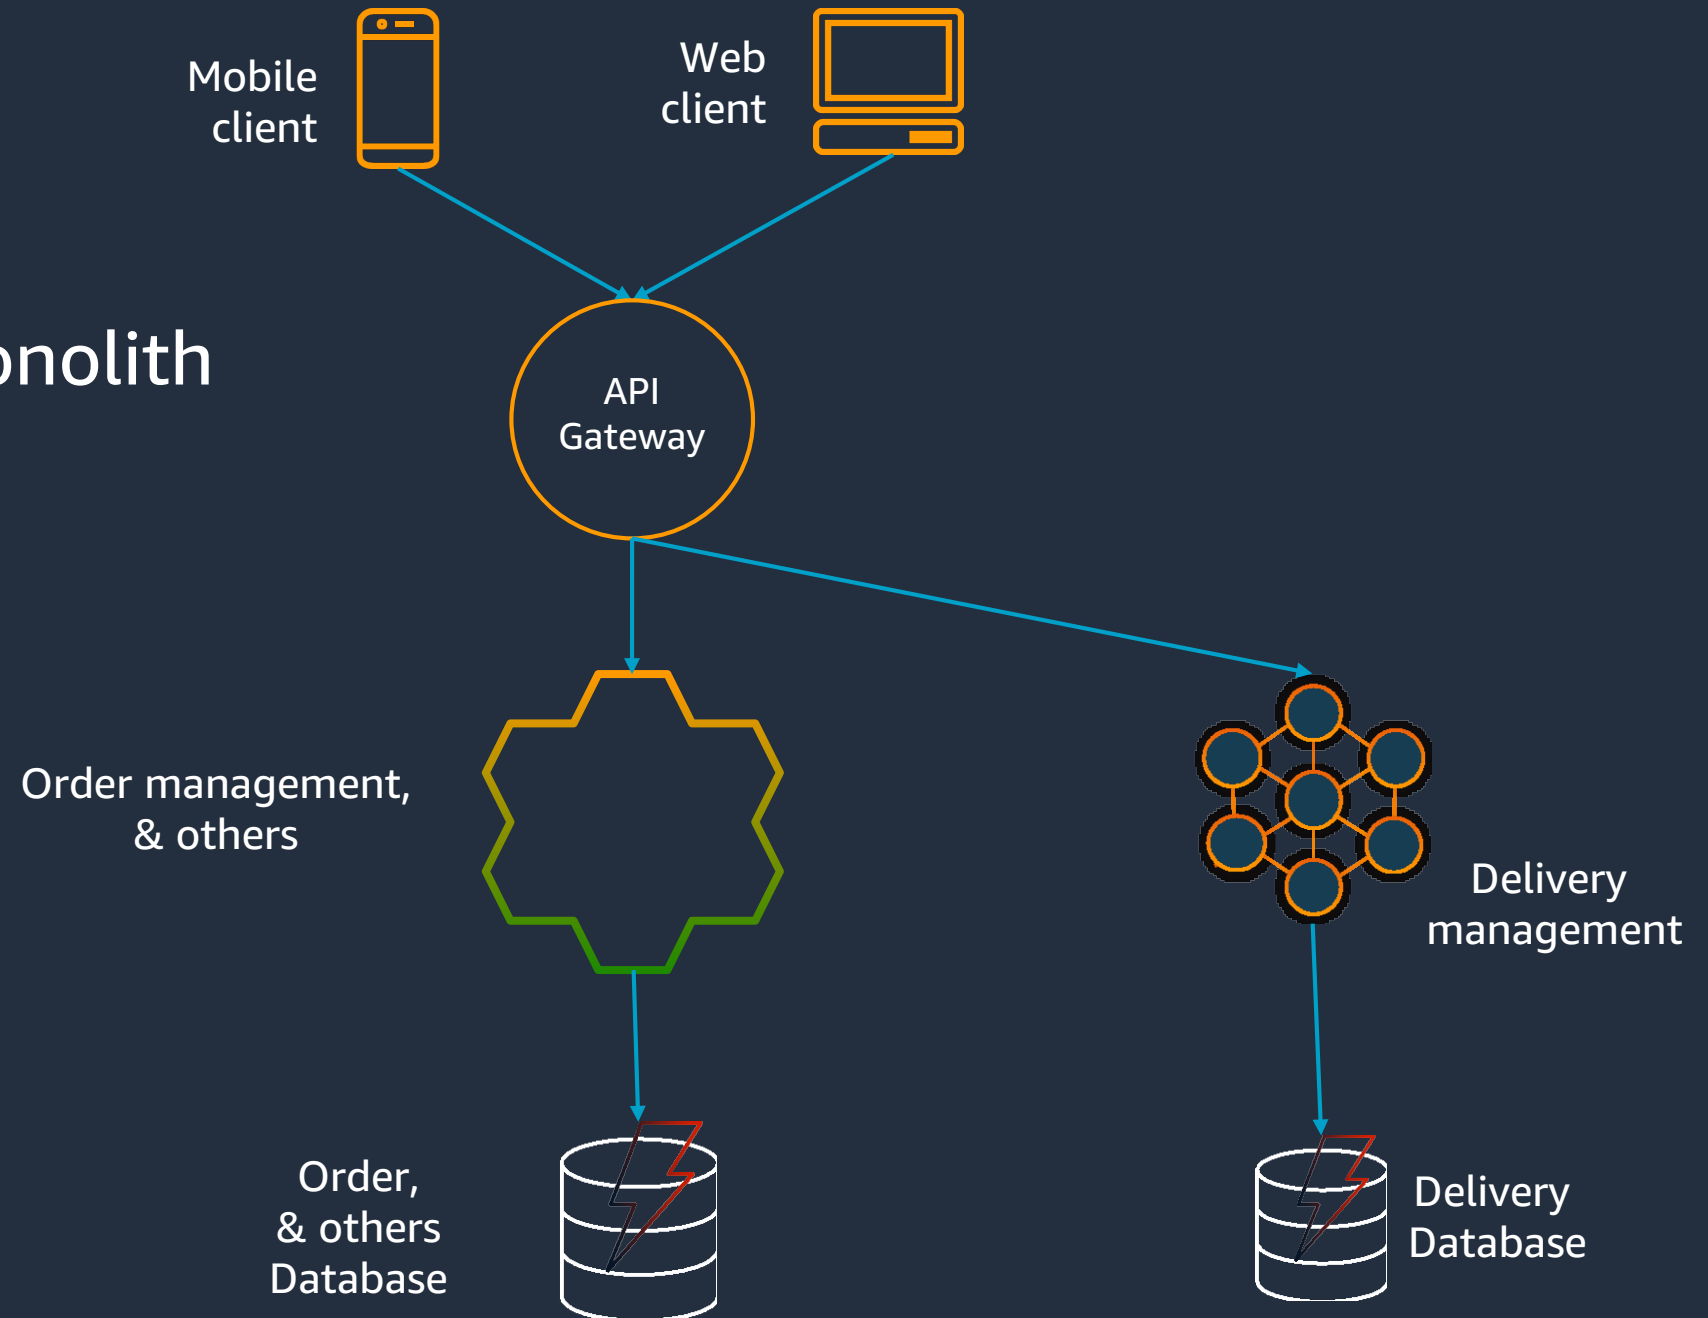 Mobile
client
Web
client
onolith
API
Gateway
Order management,
& others
Delivery
management
Order,
& others
Database
Delivery
Database